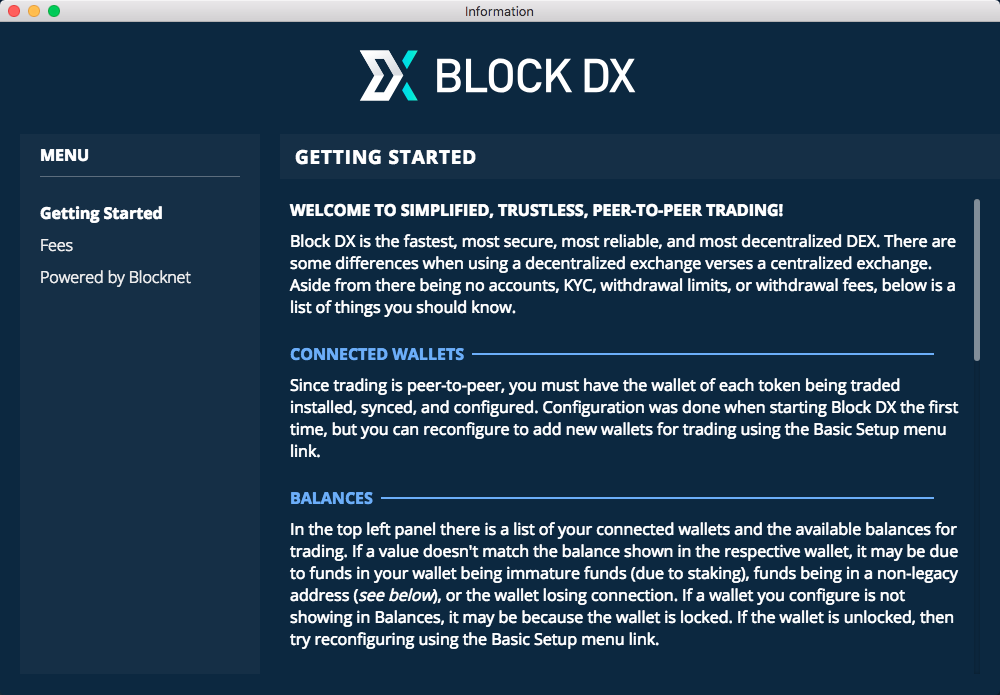 Information
BLOCK DX
MENU
Getting Started
Fees
Powered by Blocknet
GETTING STARTED
WELCOME TO SIMPLIFIED, TRUSTLESS, PEER-TO-PEER TRADING!
Block DX is the fastest, most secure, most reliable, and most decentralized DEX. There are
some differences when using a decentralized exchange verses a centralized exchange.
Aside from there being no accounts, KYC, withdrawal limits, or withdrawal fees, below is a
list of things you should know.
CONNECTED WALLETS
Since trading is peer-to-peer, you must have the wallet of each token being traded
installed, synced, and configured. Configuration was done when starting Block DX the first
time, but you can reconfigure to add new wallets for trading using the Basic Setup menu
link.
BALANCES
In the top left panel there is a list of your connected wallets and the available balances for
trading. If a value doesn't match the balance shown in the respective wallet, it may be due
to funds in your wallet being immature funds (due to staking), funds being in a non-legacy
address (see below), or the wallet losing connection. If a wallet you configure is not
showing in Balances, it may be because the wallet is locked. If the wallet is unlocked, then
try reconfiguring using the Basic Setup menu link.